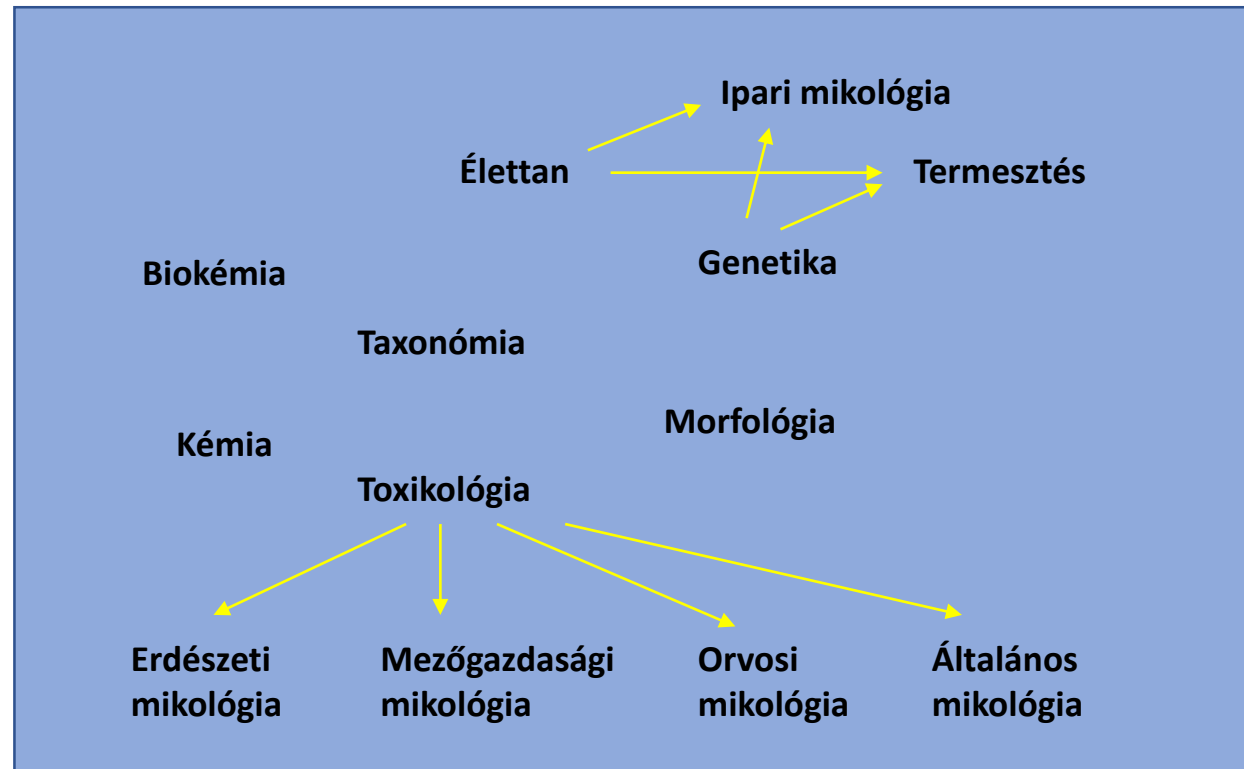 Ipari mikológia
Élettan
Termesztés
Genetika
Biokémia
Taxonómia
Morfológia
Kémia
Toxikológia
Erdészeti
mikológia
Mezőgazdasági
mikológia
Orvosi
mikológia
Általános
mikológia